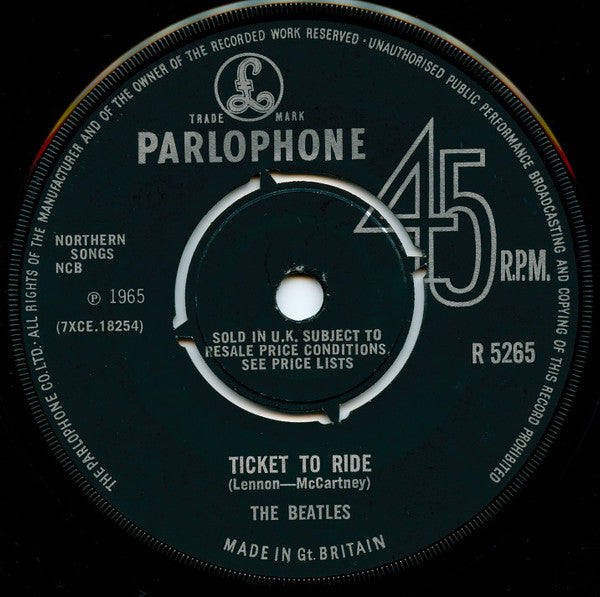 THE PARLOPHONE CO. LTD. · ALL RIGHTS OF THE MANUFACTURER AND OF THE OWNER OF THE RECORDED WORK RESERVED · UNAUTHORISED PUBLIC PERFORMANCE BROADCASTING AND COPYING OF THIS RECORD PROHIBITED
£
TRADE MARK
PARLOPHONE
45
R.P.M.
NORTHERN
SONGS
NCB
℗ 1965
(7XCE.18254)
SOLD IN U.K. SUBJECT TO
RESALE PRICE CONDITIONS,
SEE PRICE LISTS
R 5265
TICKET TO RIDE
(Lennon—McCartney)
THE BEATLES
MADE IN Gt. BRITAIN